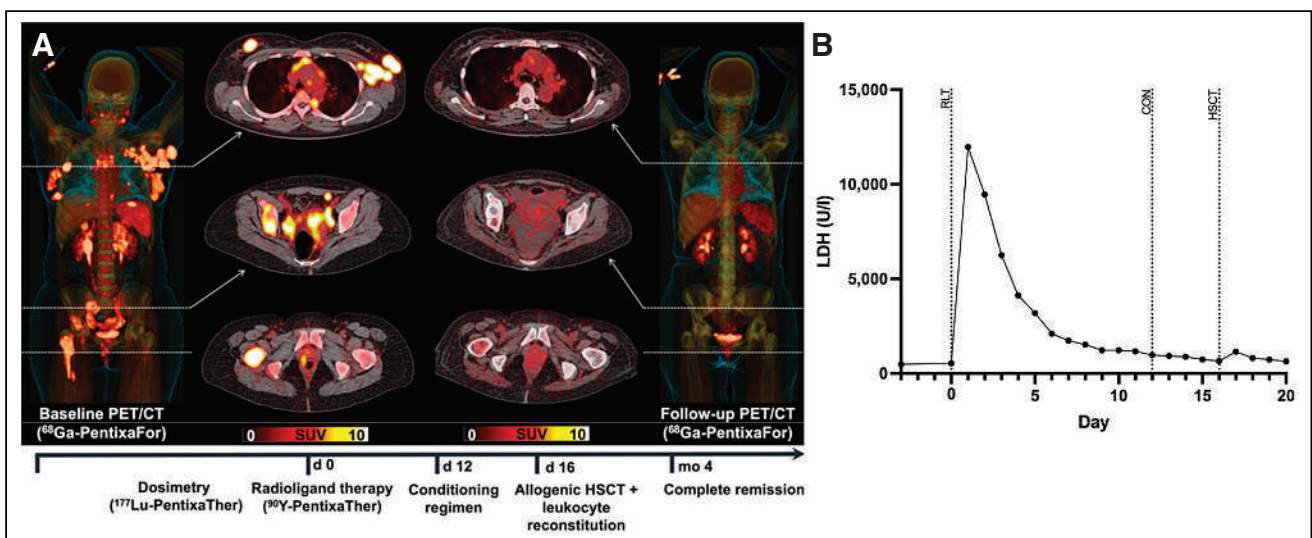 A
Baseline PET/CT
(⁶⁸Ga-PentixaFor)
0 SUV 10
0 SUV 10
Follow-up PET/CT
(⁶⁸Ga-PentixaFor)
d 0
d 12
d 16
mo 4
Dosimetry
(¹⁷⁷Lu-PentixaTher)
Radioligand therapy
(⁹⁰Y-PentixaTher)
Conditioning
regimen
Allogenic HSCT +
leukocyte
reconstitution
Complete remission
B
LDH (U/l)
15,000
10,000
5,000
0
RLT
CON
HSCT
0 5 10 15 20
Day